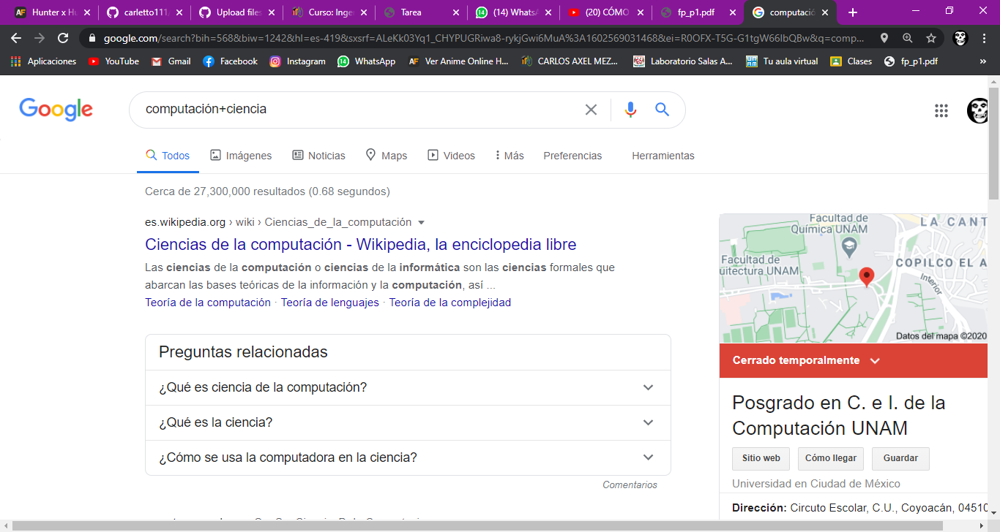 Hunter x Hu
carletto111/
Upload files
Curso: Inge
Tarea
(14) WhatsA
(20) CÓMO
fp_p1.pdf
computació
google.com/search?bih=568&biw=1242&hl=es-419&sxsrf=ALeKk03Yq1_CHYPUGRiwa8-rykjGwi6MuA%3A1602569031468&ei=R0OFX-T5G-G1tgW66IbQBw&q=comp...
Aplicaciones
YouTube
Gmail
Facebook
Instagram
WhatsApp
Ver Anime Online H...
CARLOS AXEL MEZ...
Laboratorio Salas A...
Tu aula virtual
Clases
fp_p1.pdf
»
Google
computación+ciencia
Todos
Imágenes
Noticias
Maps
Videos
Más
Preferencias
Herramientas
Cerca de 27,300,000 resultados (0.68 segundos)
es.wikipedia.org › wiki › Ciencias_de_la_computación
Ciencias de la computación - Wikipedia, la enciclopedia libre
Las ciencias de la computación o ciencias de la informática son las ciencias formales que
abarcan las bases teóricas de la información y la computación, así ...
Teoría de la computación · Teoría de lenguajes · Teoría de la complejidad
Preguntas relacionadas
¿Qué es ciencia de la computación?
¿Qué es la ciencia?
¿Cómo se usa la computadora en la ciencia?
Comentarios
Facultad de
Química UNAM
LA CANT
Facultad de
uitectura UNAM
COPILCO EL A
Interior
Datos del mapa ©2020
Cerrado temporalmente
Posgrado en C. e I. de la
Computación UNAM
Sitio web
Cómo llegar
Guardar
Universidad en Ciudad de México
Dirección: Circuto Escolar, C.U., Coyoacán, 04510